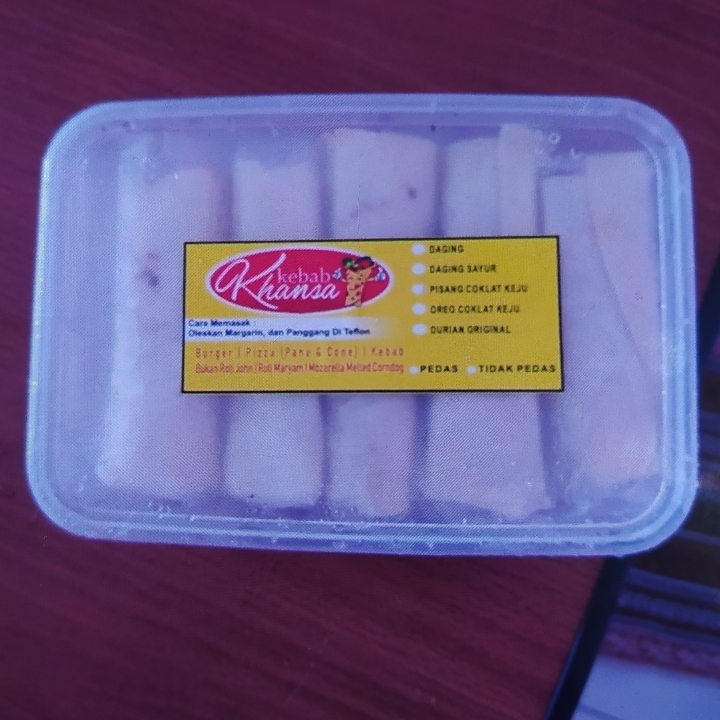 kebab
Khansa
Cara Memasak :
Oleskan Margarin, dan Panggang Di Teflon
Burger | Pizza (Pane & Cone) | Kebab
Bukan Roti John | Roti Maryam | Mozarella Melted Corndog
DAGING
DAGING SAYUR
PISANG COKLAT KEJU
OREO COKLAT KEJU
DURIAN ORIGINAL
PEDAS TIDAK PEDAS